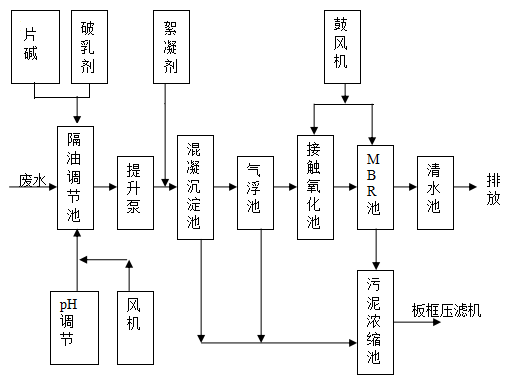 片碱
破乳剂
絮凝剂
鼓风机
废水
隔油调节池
提升泵
混凝沉淀池
气浮池
接触氧化池
MBR池
清水池
排放
pH
调节
风机
污泥浓缩池
板框压滤机